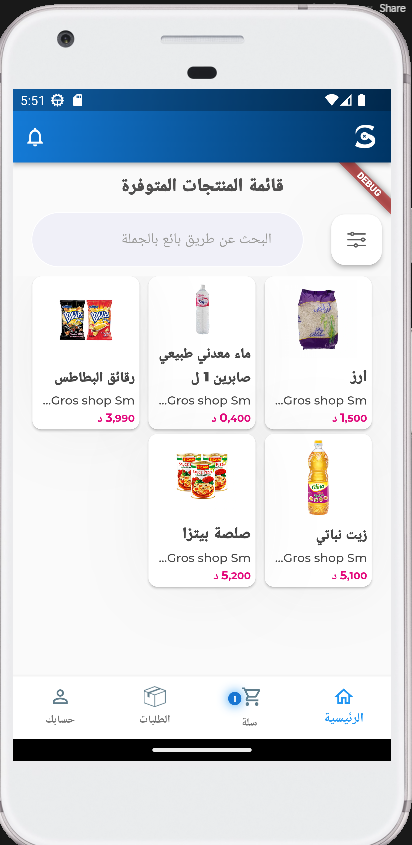 Share
5:51
DEBUG
قائمة المنتجات المتوفرة
البحث عن طريق بائع بالجملة
ارز
Gros shop Sm...
1,500 د
ماء معدني طبيعي
صابرين 1 ل
Gros shop Sm...
0,400 د
رقائق البطاطس
Gros shop Sm...
3,990 د
زيت نباتي
Gros shop Sm...
5,100 د
صلصة بيتزا
Gros shop Sm...
5,200 د
الرئيسية
1
سلة
الطلبات
حسابك